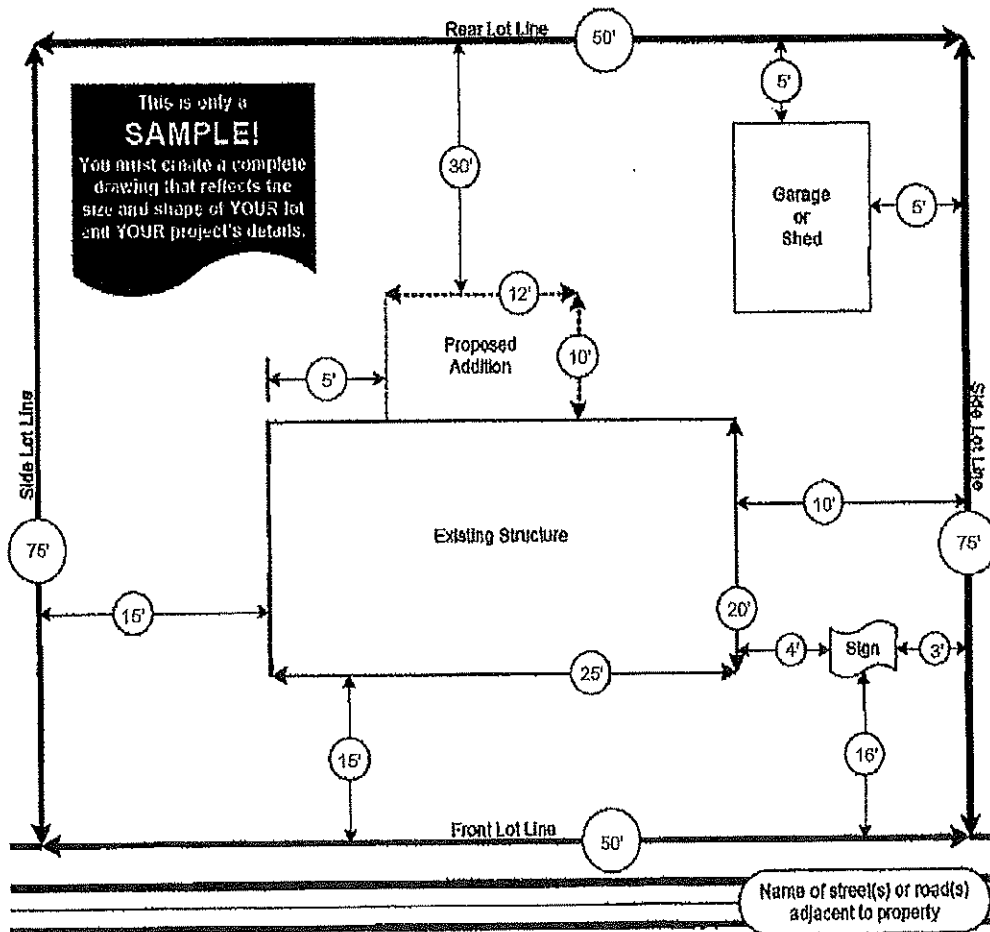 Rear Lot Line
50'
This is only a
SAMPLE!
You must create a complete
drawing that reflects the
size and shape of YOUR lot
and YOUR project's details.
5'
30'
Garage
or
Shed
5'
12'
Proposed
Addition
10'
5'
Side Lot Line
Side Lot Line
10'
Existing Structure
75'
75'
15'
20'
4'
Sign
3'
25'
15'
16'
Front Lot Line
50'
Name of street(s) or road(s)
adjacent to property